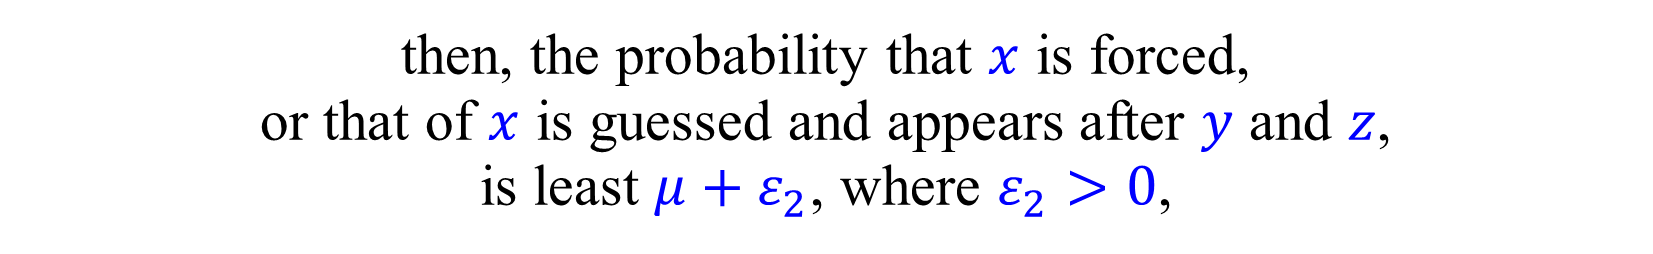 then, the probability that x is forced,
or that of x is guessed and appears after y and z,
is least μ + ε₂, where ε₂ > 0,